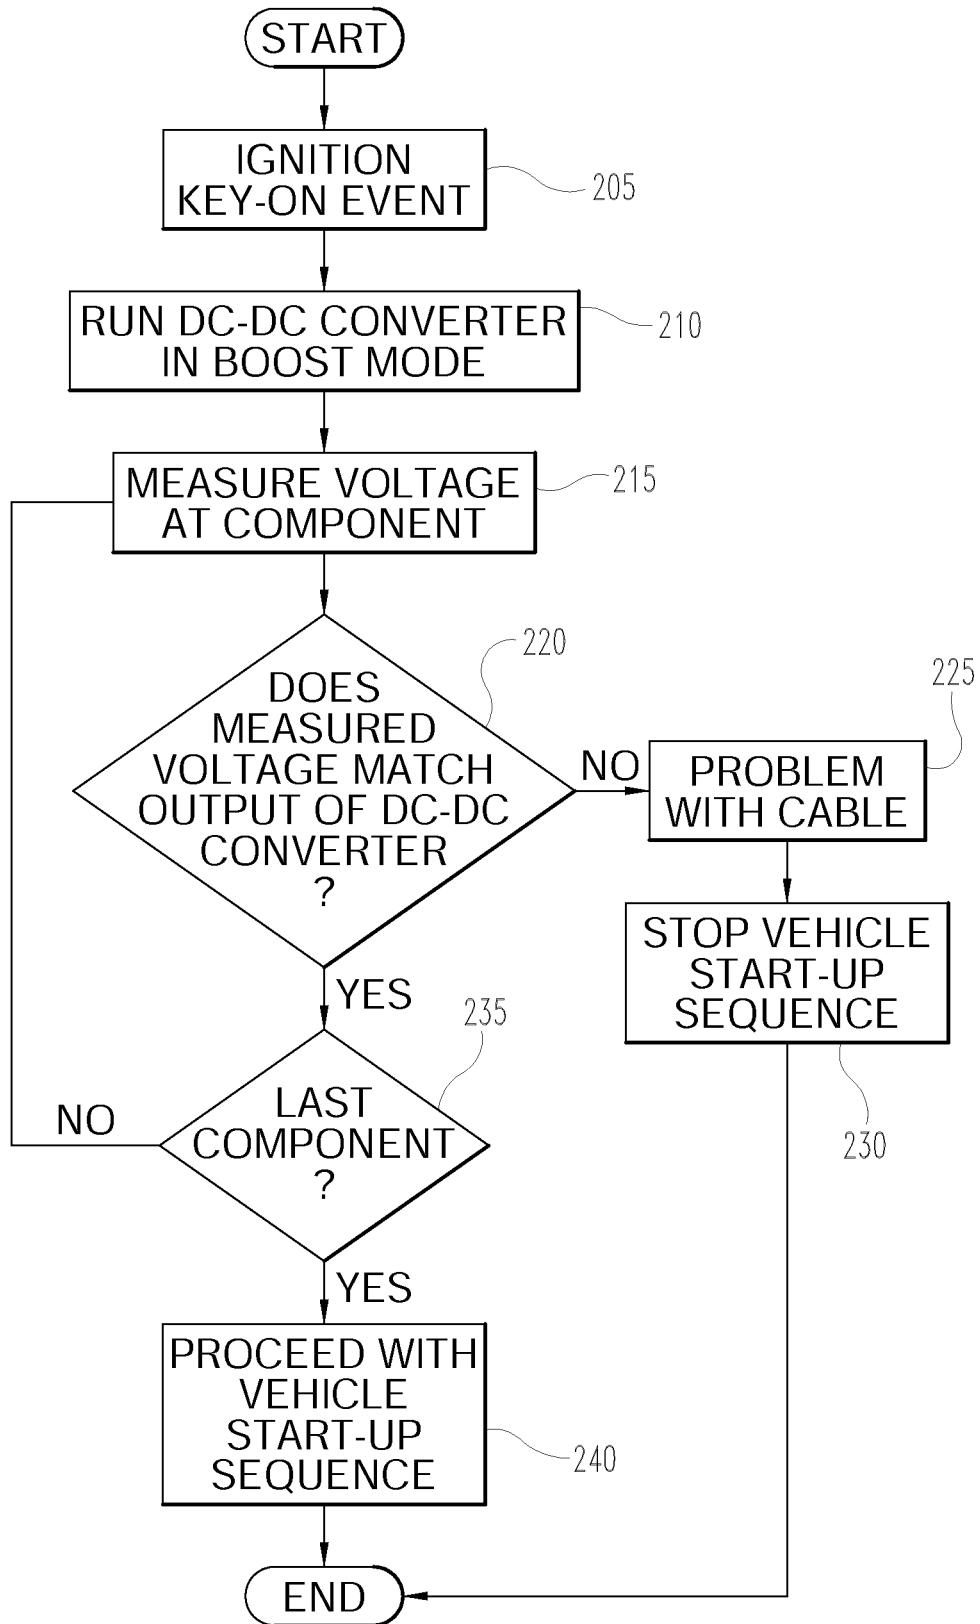 START
IGNITION
KEY-ON EVENT
205
RUN DC-DC CONVERTER
IN BOOST MODE
210
MEASURE VOLTAGE
AT COMPONENT
215
DOES
MEASURED
VOLTAGE MATCH
OUTPUT OF DC-DC
CONVERTER
?
220
NO
PROBLEM
WITH CABLE
225
STOP VEHICLE
START-UP
SEQUENCE
230
YES
LAST
COMPONENT
?
235
NO
YES
PROCEED WITH
VEHICLE
START-UP
SEQUENCE
240
END